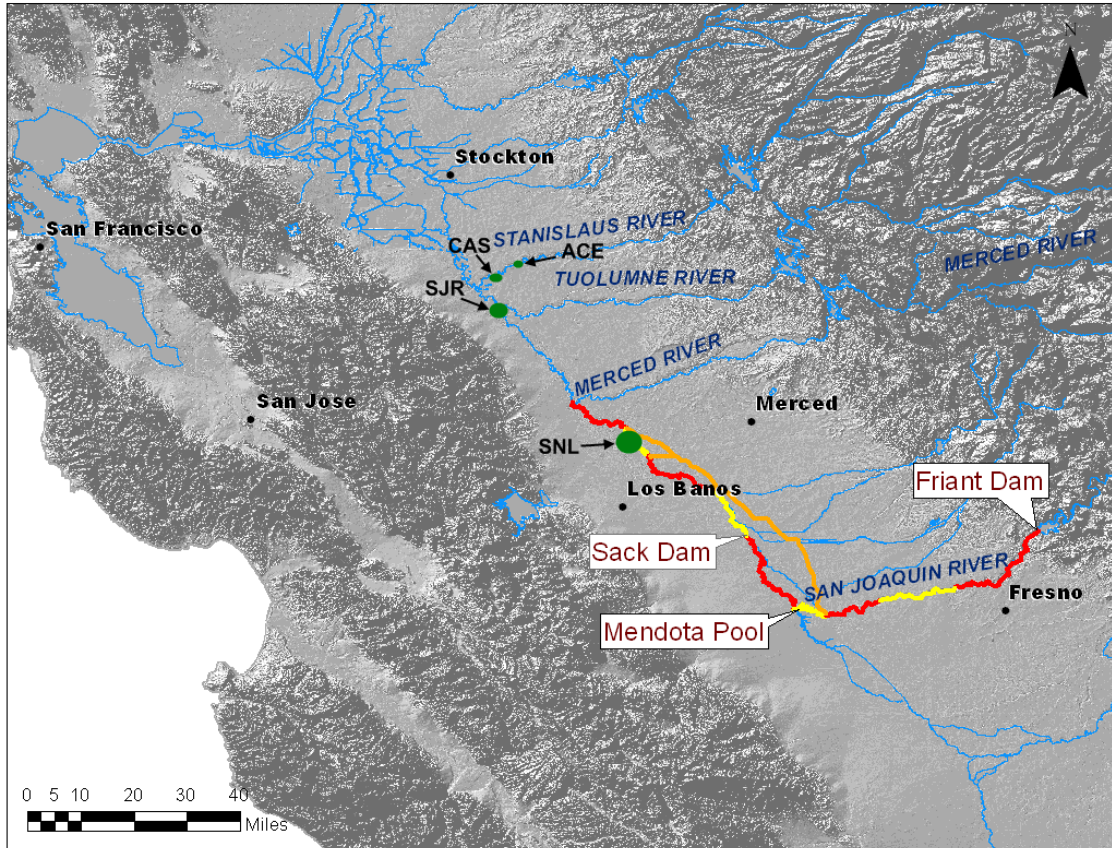 N
Stockton
San Francisco
STANISLAUS RIVER
CAS
ACE
MERCED RIVER
TUOLUMNE RIVER
SJR
MERCED RIVER
San Jose
Merced
SNL
Los Banos
Friant Dam
Sack Dam
SAN JOAQUIN RIVER
Fresno
Mendota Pool
0 5 10 20 30 40
Miles